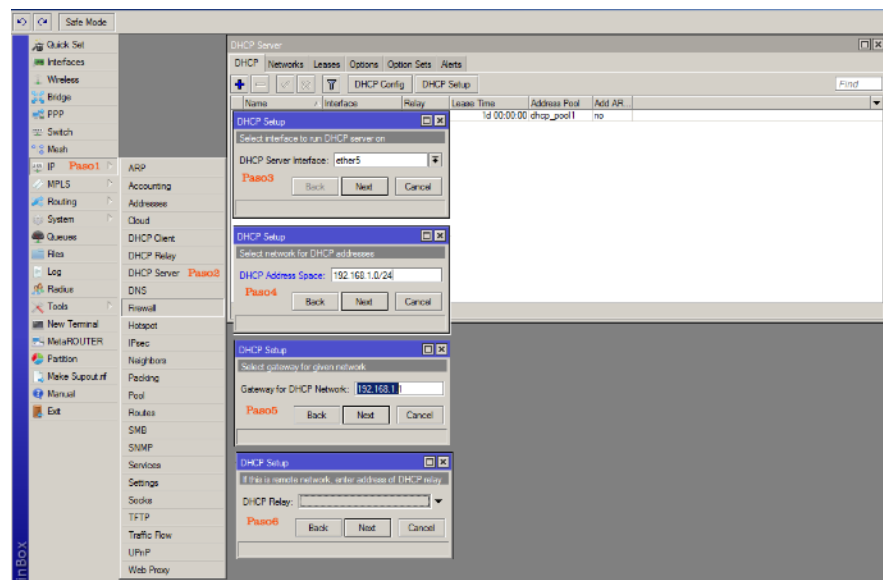 Safe Mode
Quick Set
Interfaces
Wireless
Bridge
PPP
Switch
Mesh
IP Paso1
MPLS
Routing
System
Queues
Files
Log
Radius
Tools
New Terminal
MetaROUTER
Partition
Make Supout.rif
Manual
Exit
inBox
ARP
Accounting
Addresses
Cloud
DHCP Client
DHCP Relay
DHCP Server Paso2
DNS
Firewall
Hotspot
IPsec
Neighbors
Packing
Pool
Routes
SMB
SNMP
Services
Settings
Socks
TFTP
Traffic Flow
UPnP
Web Proxy
DHCP Server
DHCP Networks Leases Options Option Sets Alerts
DHCP Config DHCP Setup Find
Name Interface Relay Lease Time Address Pool Add AR...
1d 00:00:00 dhcp_pool1 no
DHCP Setup
Select interface to run DHCP server on
DHCP Server Interface: ether5
Paso3
Back Next Cancel
DHCP Setup
Select network for DHCP addresses
DHCP Address Space: 192.168.1.0/24
Paso4
Back Next Cancel
DHCP Setup
Select gateway for given network
Gateway for DHCP Network: 192.168.1.1
Paso5
Back Next Cancel
DHCP Setup
If this is remote network, enter address of DHCP relay
DHCP Relay:
Paso6
Back Next Cancel